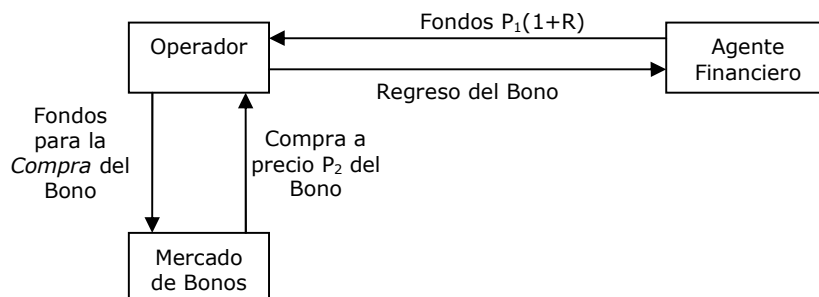 Fondos P₁(1+R)
Operador
Agente
Financiero
Regreso del Bono
Fondos
para la
Compra del
Bono
Compra a
precio P₂ del
Bono
Mercado
de Bonos